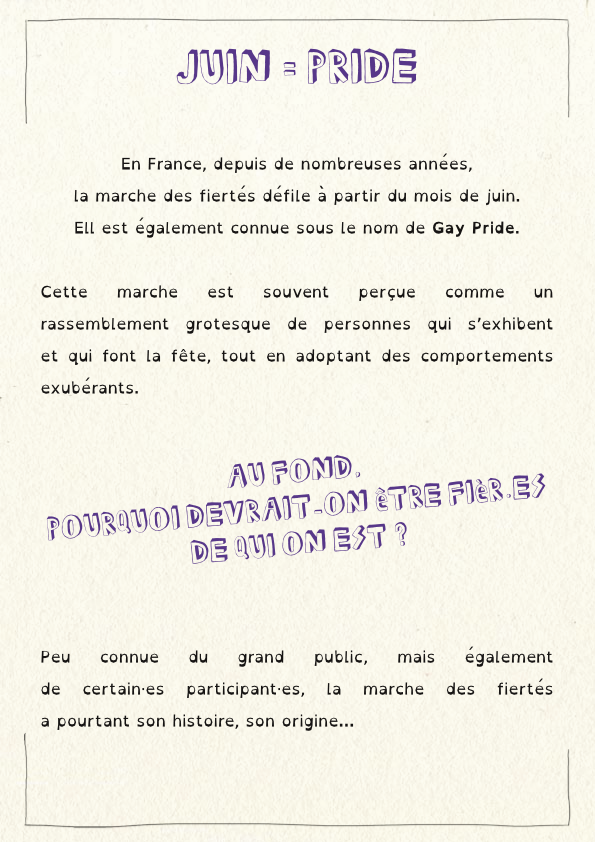 JUIN = PRIDE
En France, depuis de nombreuses années,
la marche des fiertés défile à partir du mois de juin.
Ell est également connue sous le nom de Gay Pride.
Cette marche est souvent perçue comme un
rassemblement grotesque de personnes qui s'exhibent
et qui font la fête, tout en adoptant des comportements
exubérants.
AU FOND,
POURQUOI DEVRAIT-ON êTRE FIèR.ES
DE QUI ON EST ?
Peu connue du grand public, mais également
de certain·es participant·es, la marche des fiertés
a pourtant son histoire, son origine...